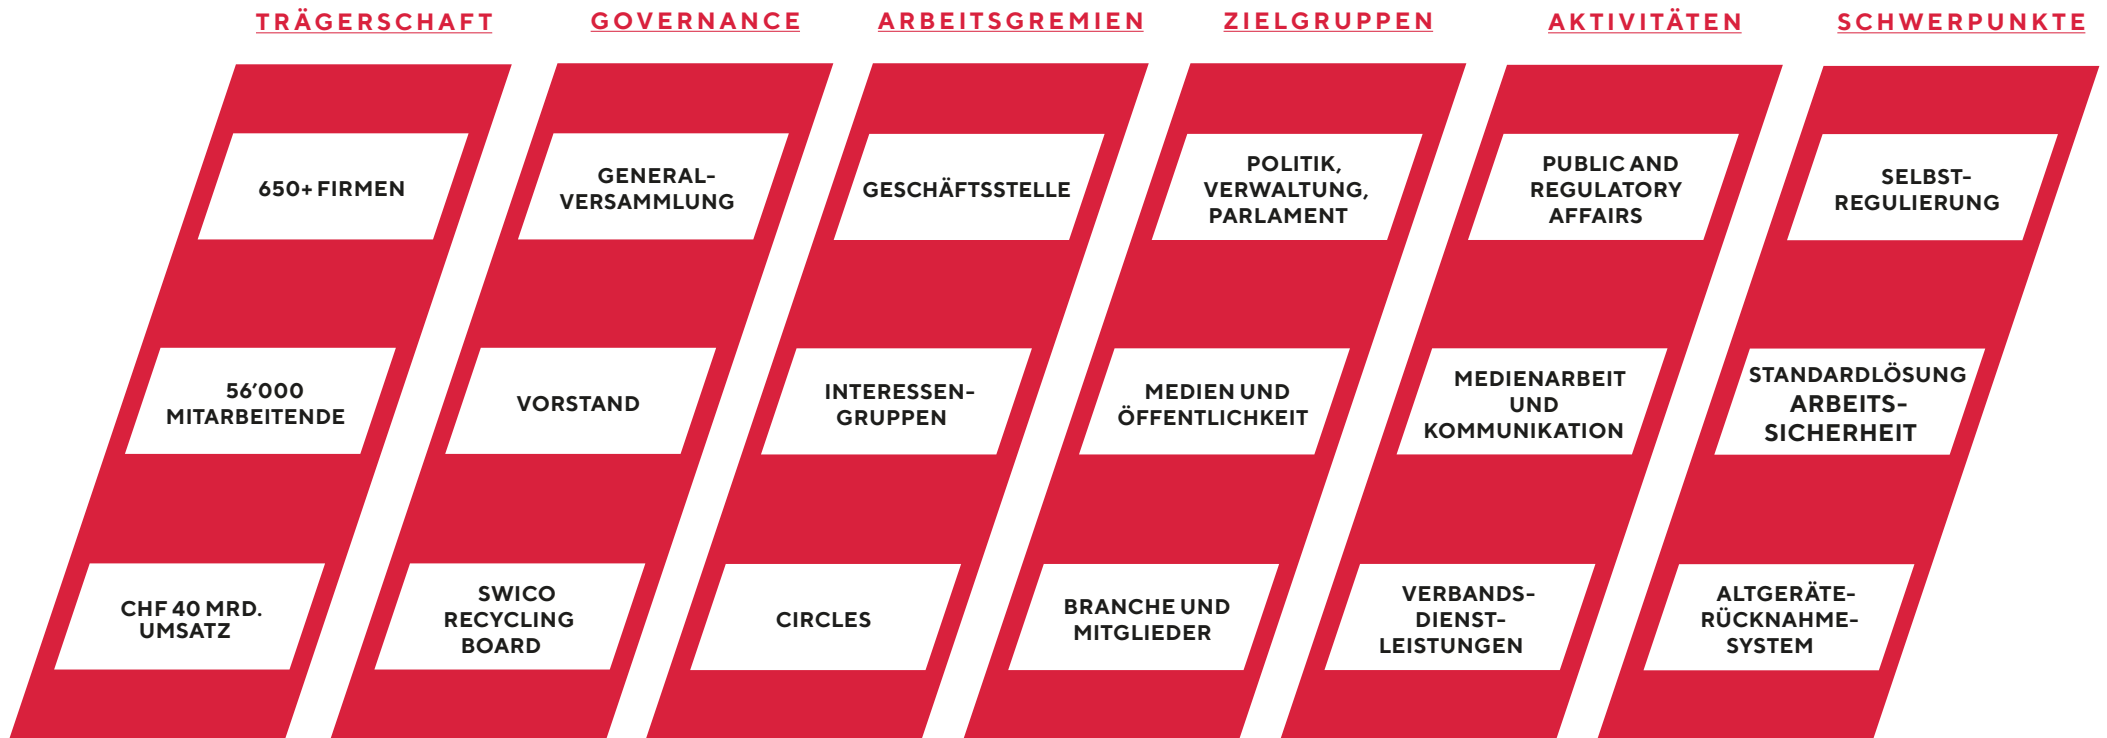 TRÄGERSCHAFT
650+ FIRMEN
56’000
MITARBEITENDE
CHF 40 MRD.
UMSATZ
GOVERNANCE
GENERAL-
VERSAMMLUNG
VORSTAND
SWICO
RECYCLING
BOARD
ARBEITSGREMIEN
GESCHÄFTSSTELLE
INTERESSEN-
GRUPPEN
CIRCLES
ZIELGRUPPEN
POLITIK,
VERWALTUNG,
PARLAMENT
MEDIEN UND
ÖFFENTLICHKEIT
BRANCHE UND
MITGLIEDER
AKTIVITÄTEN
PUBLIC AND
REGULATORY
AFFAIRS
MEDIENARBEIT
UND
KOMMUNIKATION
VERBANDS-
DIENST-
LEISTUNGEN
SCHWERPUNKTE
SELBST-
REGULIERUNG
STANDARDLÖSUNG
ARBEITS-
SICHERHEIT
ALTGERÄTE-
RÜCKNAHME-
SYSTEM